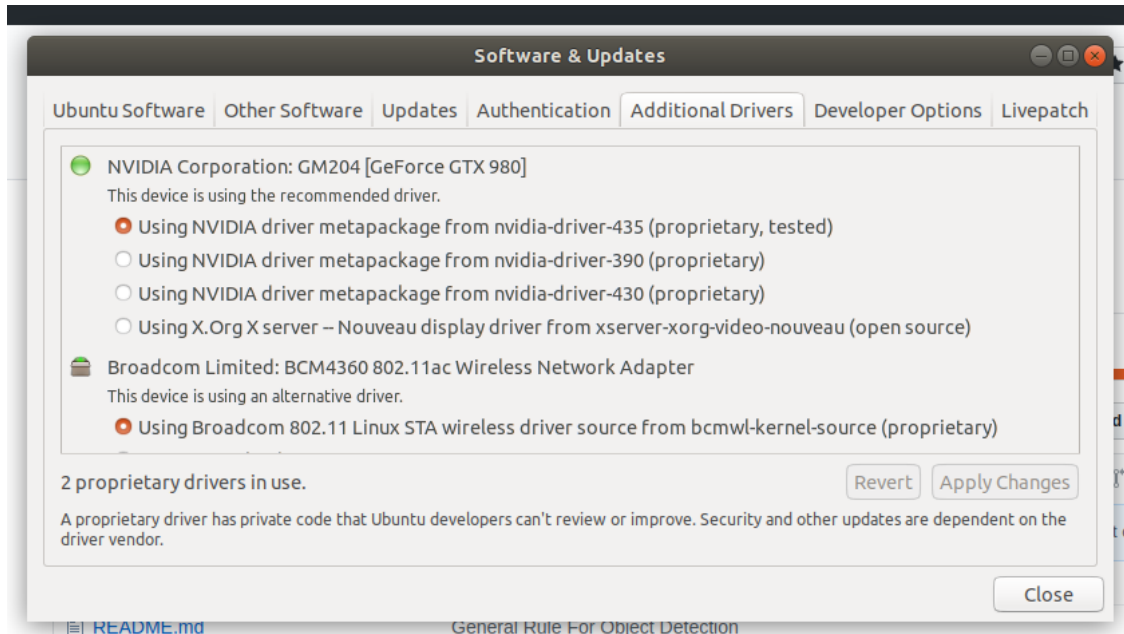 Software & Updates
Ubuntu Software Other Software Updates Authentication Additional Drivers Developer Options Livepatch
NVIDIA Corporation: GM204 [GeForce GTX 980]
This device is using the recommended driver.
Using NVIDIA driver metapackage from nvidia-driver-435 (proprietary, tested)
Using NVIDIA driver metapackage from nvidia-driver-390 (proprietary)
Using NVIDIA driver metapackage from nvidia-driver-430 (proprietary)
Using X.Org X server -- Nouveau display driver from xserver-xorg-video-nouveau (open source)
Broadcom Limited: BCM4360 802.11ac Wireless Network Adapter
This device is using an alternative driver.
Using Broadcom 802.11 Linux STA wireless driver source from bcmwl-kernel-source (proprietary)
2 proprietary drivers in use.
Revert Apply Changes
A proprietary driver has private code that Ubuntu developers can't review or improve. Security and other updates are dependent on the
driver vendor.
Close
README.md General Rule For Object Detection